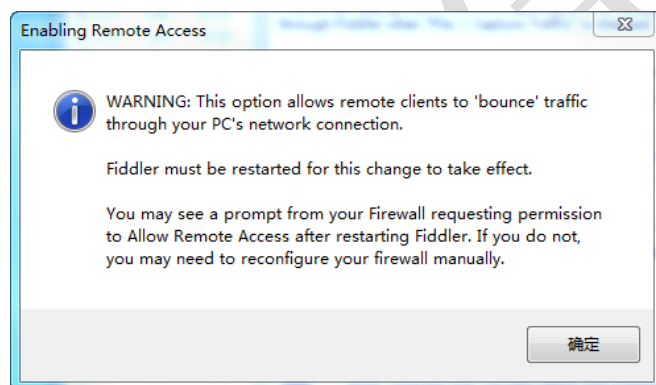 Enabling Remote Access
WARNING: This option allows remote clients to 'bounce' traffic
through your PC's network connection.
Fiddler must be restarted for this change to take effect.
You may see a prompt from your Firewall requesting permission
to Allow Remote Access after restarting Fiddler. If you do not,
you may need to reconfigure your firewall manually.
确定